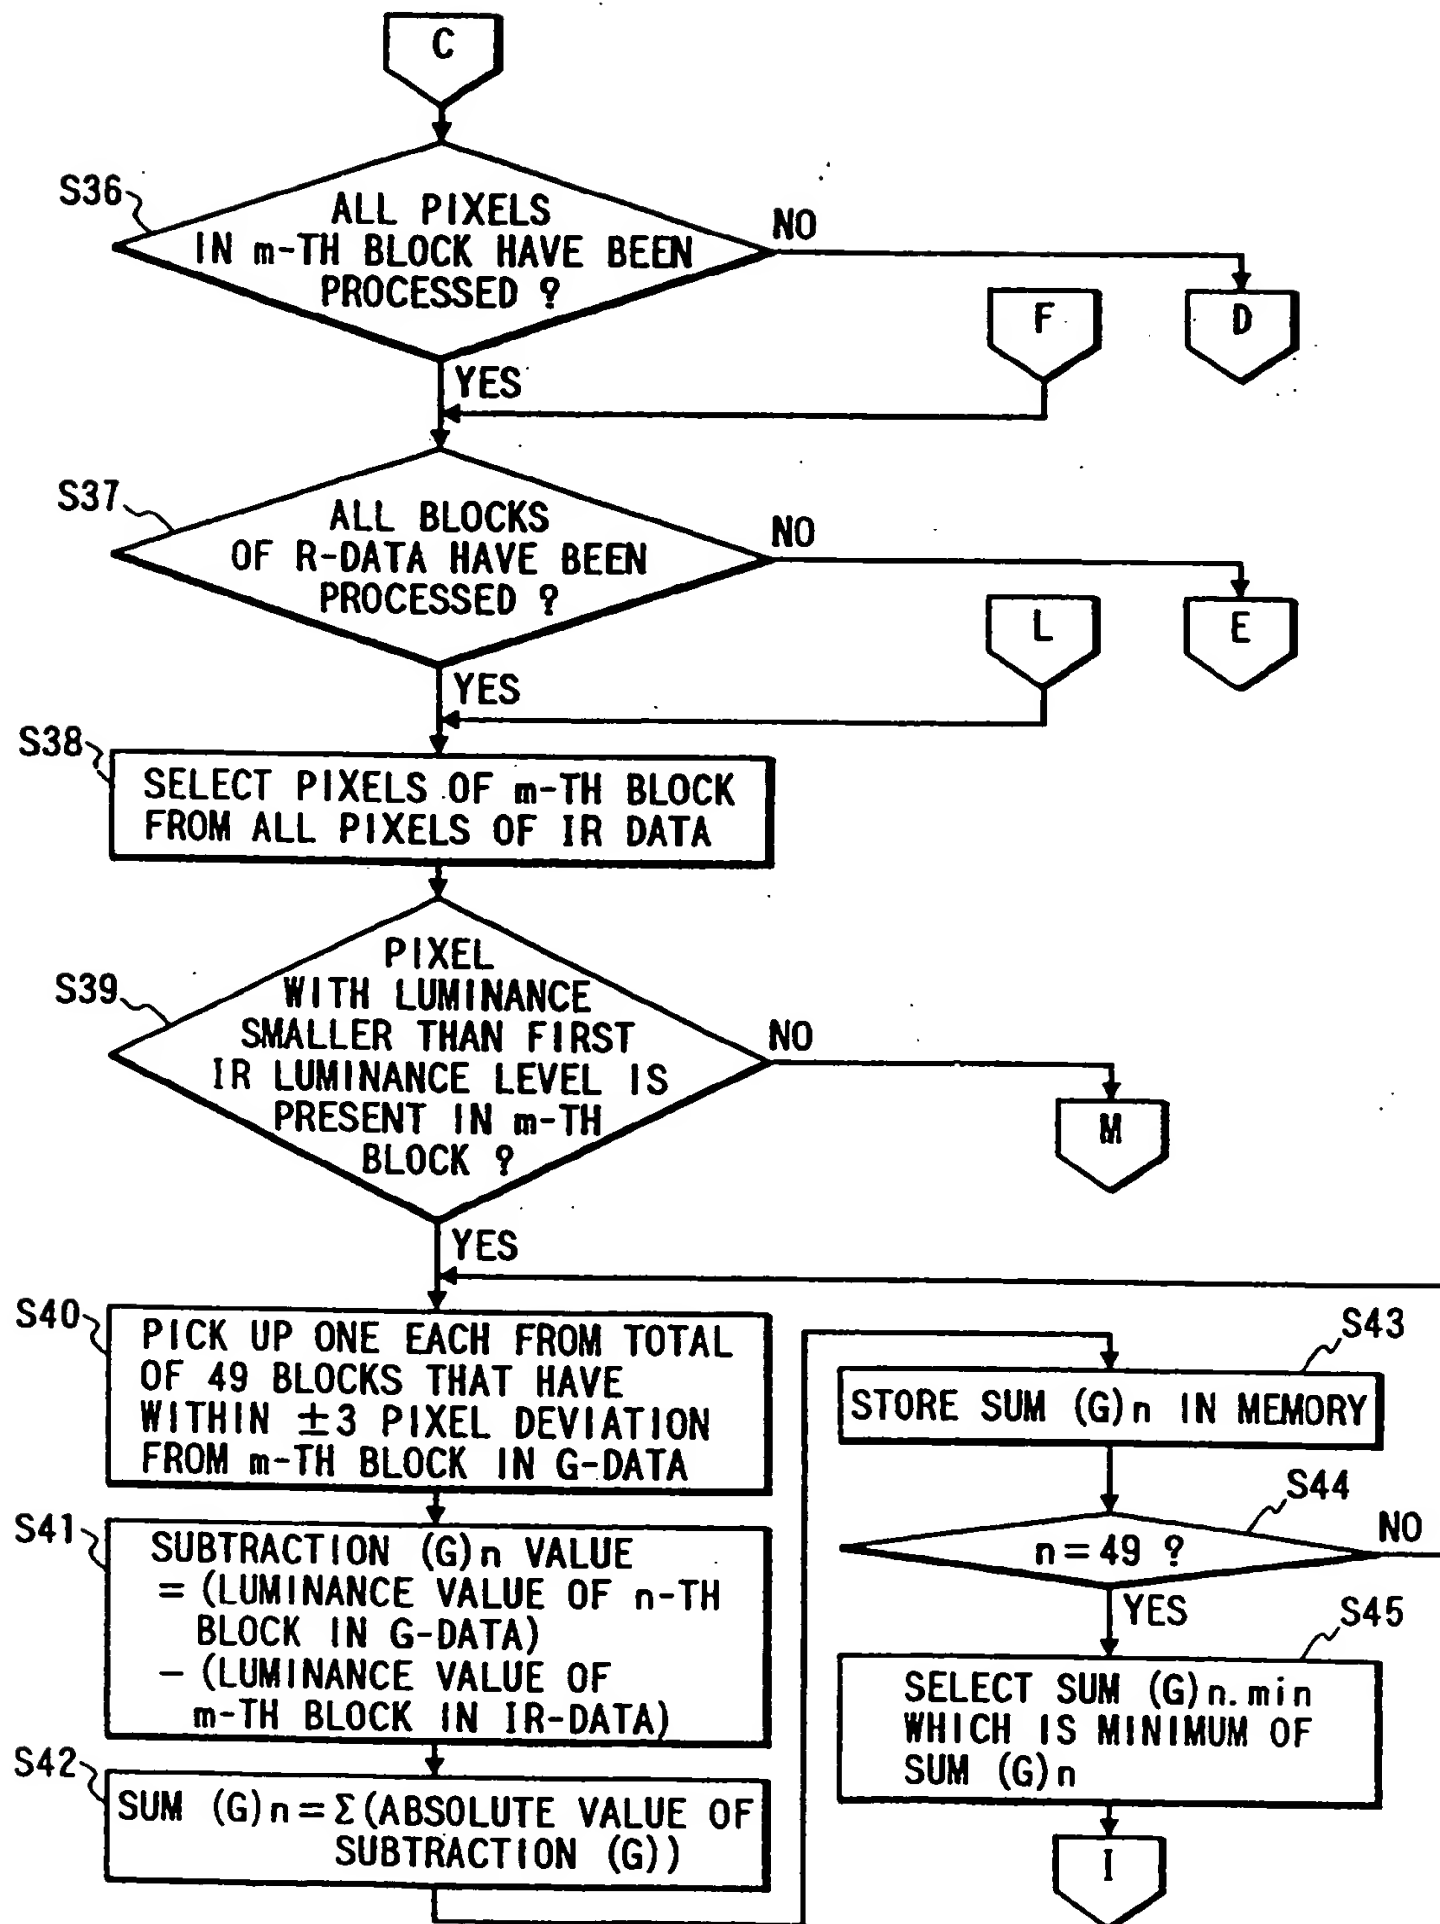 C
S36
ALL PIXELS
IN m-TH BLOCK HAVE BEEN
PROCESSED ?
NO
YES
F
D
S37
ALL BLOCKS
OF R-DATA HAVE BEEN
PROCESSED ?
NO
YES
L
E
S38
SELECT PIXELS OF m-TH BLOCK
FROM ALL PIXELS OF IR DATA
S39
PIXEL
WITH LUMINANCE
SMALLER THAN FIRST
IR LUMINANCE LEVEL IS
PRESENT IN m-TH
BLOCK ?
NO
M
YES
S40
PICK UP ONE EACH FROM TOTAL
OF 49 BLOCKS THAT HAVE
WITHIN ±3 PIXEL DEVIATION
FROM m-TH BLOCK IN G-DATA
S41
SUBTRACTION (G)n VALUE
= (LUMINANCE VALUE OF n-TH
BLOCK IN G-DATA)
− (LUMINANCE VALUE OF
m-TH BLOCK IN IR-DATA)
S42
SUM (G)n=Σ(ABSOLUTE VALUE OF
SUBTRACTION (G))
S43
STORE SUM (G)n IN MEMORY
S44
n=49 ?
NO
YES
S45
SELECT SUM (G)n.min
WHICH IS MINIMUM OF
SUM (G)n
I